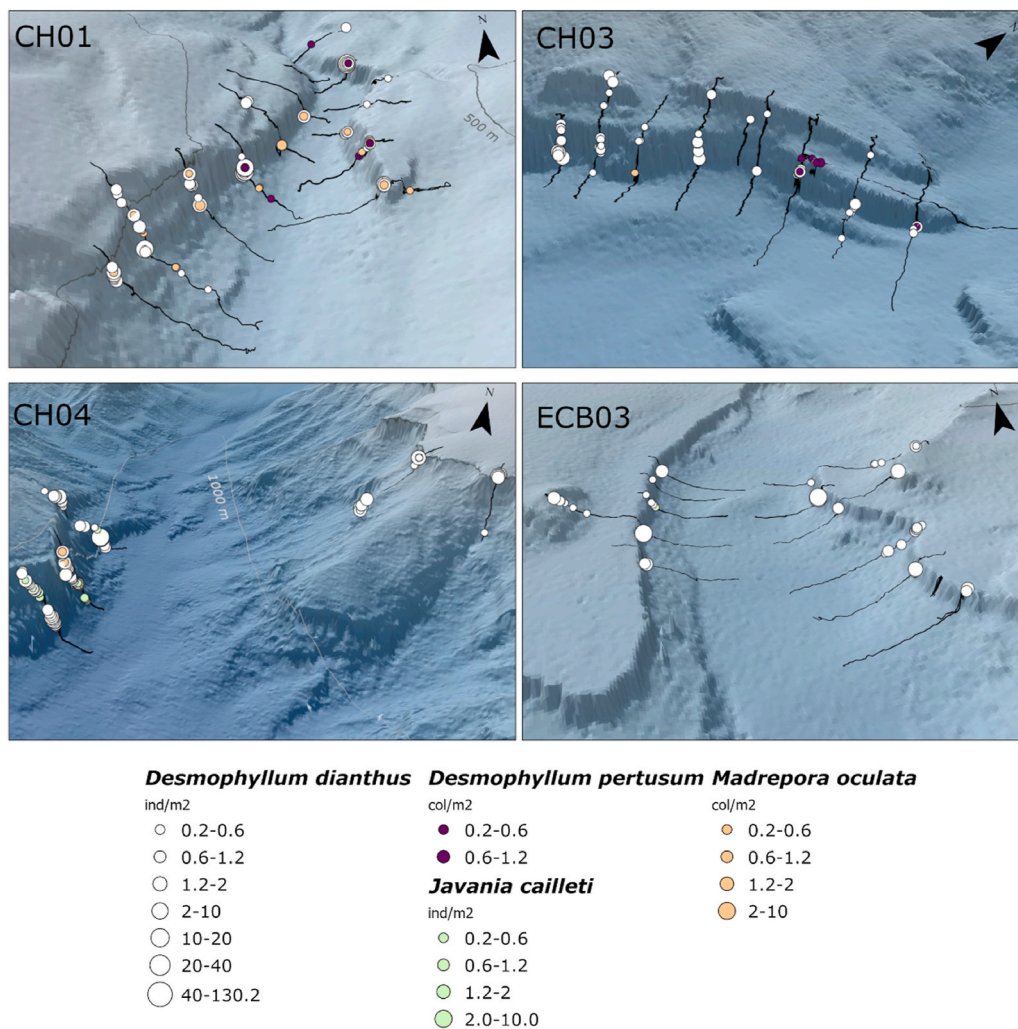 CH01
N
500 m
CH03
N
CH04
N
1000 m
ECB03
N
Desmophyllum dianthus
ind/m2
0.2-0.6
0.6-1.2
1.2-2
2-10
10-20
20-40
40-130.2
Desmophyllum pertusum
col/m2
0.2-0.6
0.6-1.2
Javania cailleti
ind/m2
0.2-0.6
0.6-1.2
1.2-2
2.0-10.0
Madrepora oculata
col/m2
0.2-0.6
0.6-1.2
1.2-2
2-10